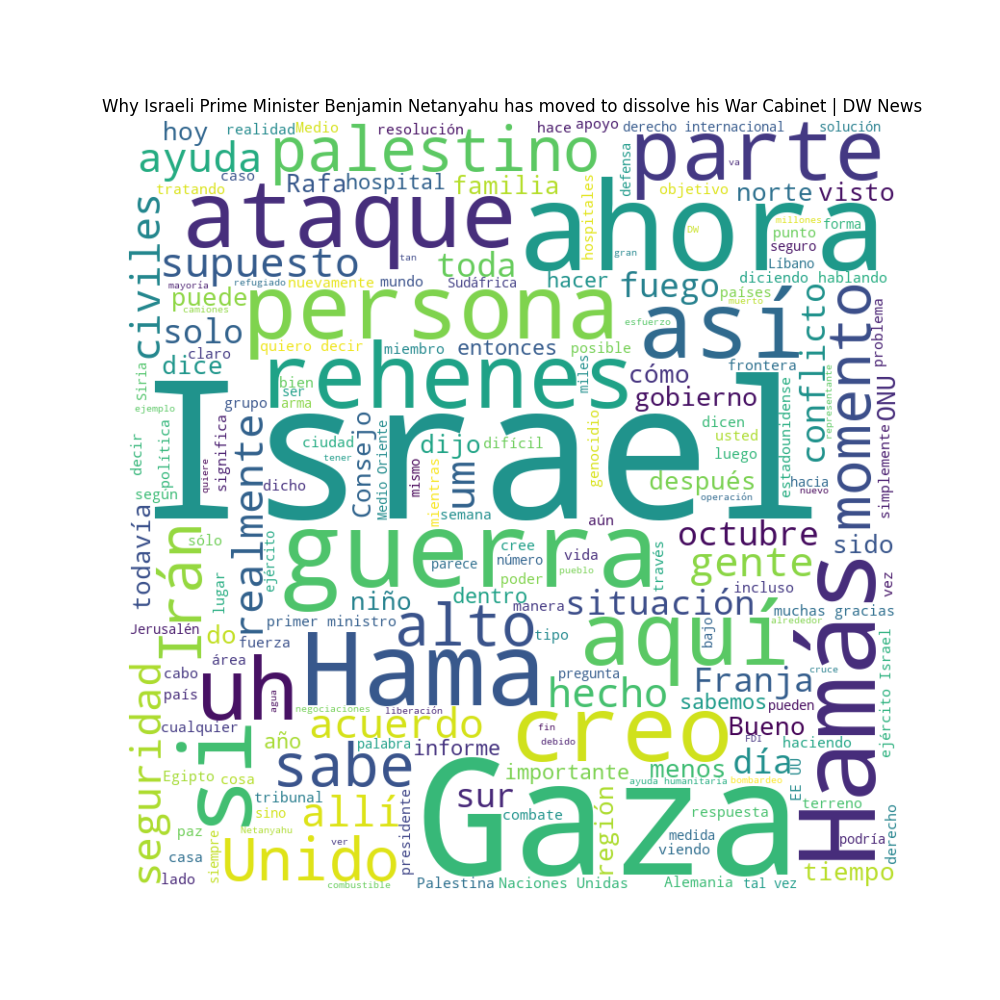 Why Israeli Prime Minister Benjamin Netanyahu has moved to dissolve his War Cabinet | DW News
hoy
realidad
Medio
resolución
hace
apoyo
derecho internacional
solución
ayuda
palestino
parte
caso
tratando
Rafa
hospital
familia
hospitales
defensa
objetivo
va
norte
visto
millones
forma
DW
punto
seguro
civiles
ataque
ahora
gran
tan
supuesto
toda
Líbano
mayoría
refugiado
nuevamente
mundo
Sudáfrica
hacer
fuego
diciendo
hablando
puede
camiones
persona
países
muerto
solo
esfuerzo
así
conflicto
momento
problema
claro
quiero decir
miembro
entonces
posible
dice
rehenes
miles
cómo
frontera
siria
bien
ser
arma
gobierno
ONU
representante
ejemplo
grupo
Israel
decir
política
significa
quiere
realmente
ciudad
tener
Consejo
Medio Oriente
dijo
difícil
genocidio
dicen
usted
luego
estadounidense
simplemente
según
dicho
mismo
mientras
um
después
operación
hacia
nuevo
todavía
semana
aún
octubre
Irán
sólo
ejército
guerra
cree
número
vida
través
gente
sido
parece
poder
pueblo
lugar
niño
dentro
situación
incluso
vez
manera
muchas gracias
Jerusalén
do
primer ministro
alto
tipo
aquí
bajo
alrededor
Hamás
fuerza
área
cabo
uh
Hama
pregunta
Franja
cruce
país
agua
hecho
sabemos
pueden
ejército Israel
seguridad
si
negociaciones
liberación
cualquier
acuerdo
creo
fin
Bueno
año
palabra
informe
debido
FDI
haciendo
Egipto
cosa
sabe
importante
menos
día
EE UU
ayuda humanitaria
bombardeo
tribunal
sur
Gaza
terreno
sino
allí
combate
región
respuesta
paz
Netanyahu
presidente
medida
podría
derecho
casa
siempre
ver
viendo
lado
Unido
combustible
Palestina
Naciones Unidas
Alemania
tal vez
tiempo